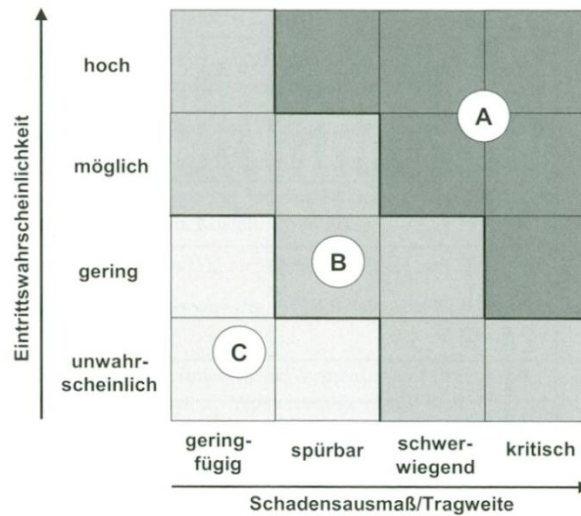 Eintrittswahrscheinlichkeit
hoch
möglich
gering
unwahr-
scheinlich
A
B
C
gering-
fügig
spürbar
schwer-
wiegend
kritisch
Schadensausmaß/Tragweite